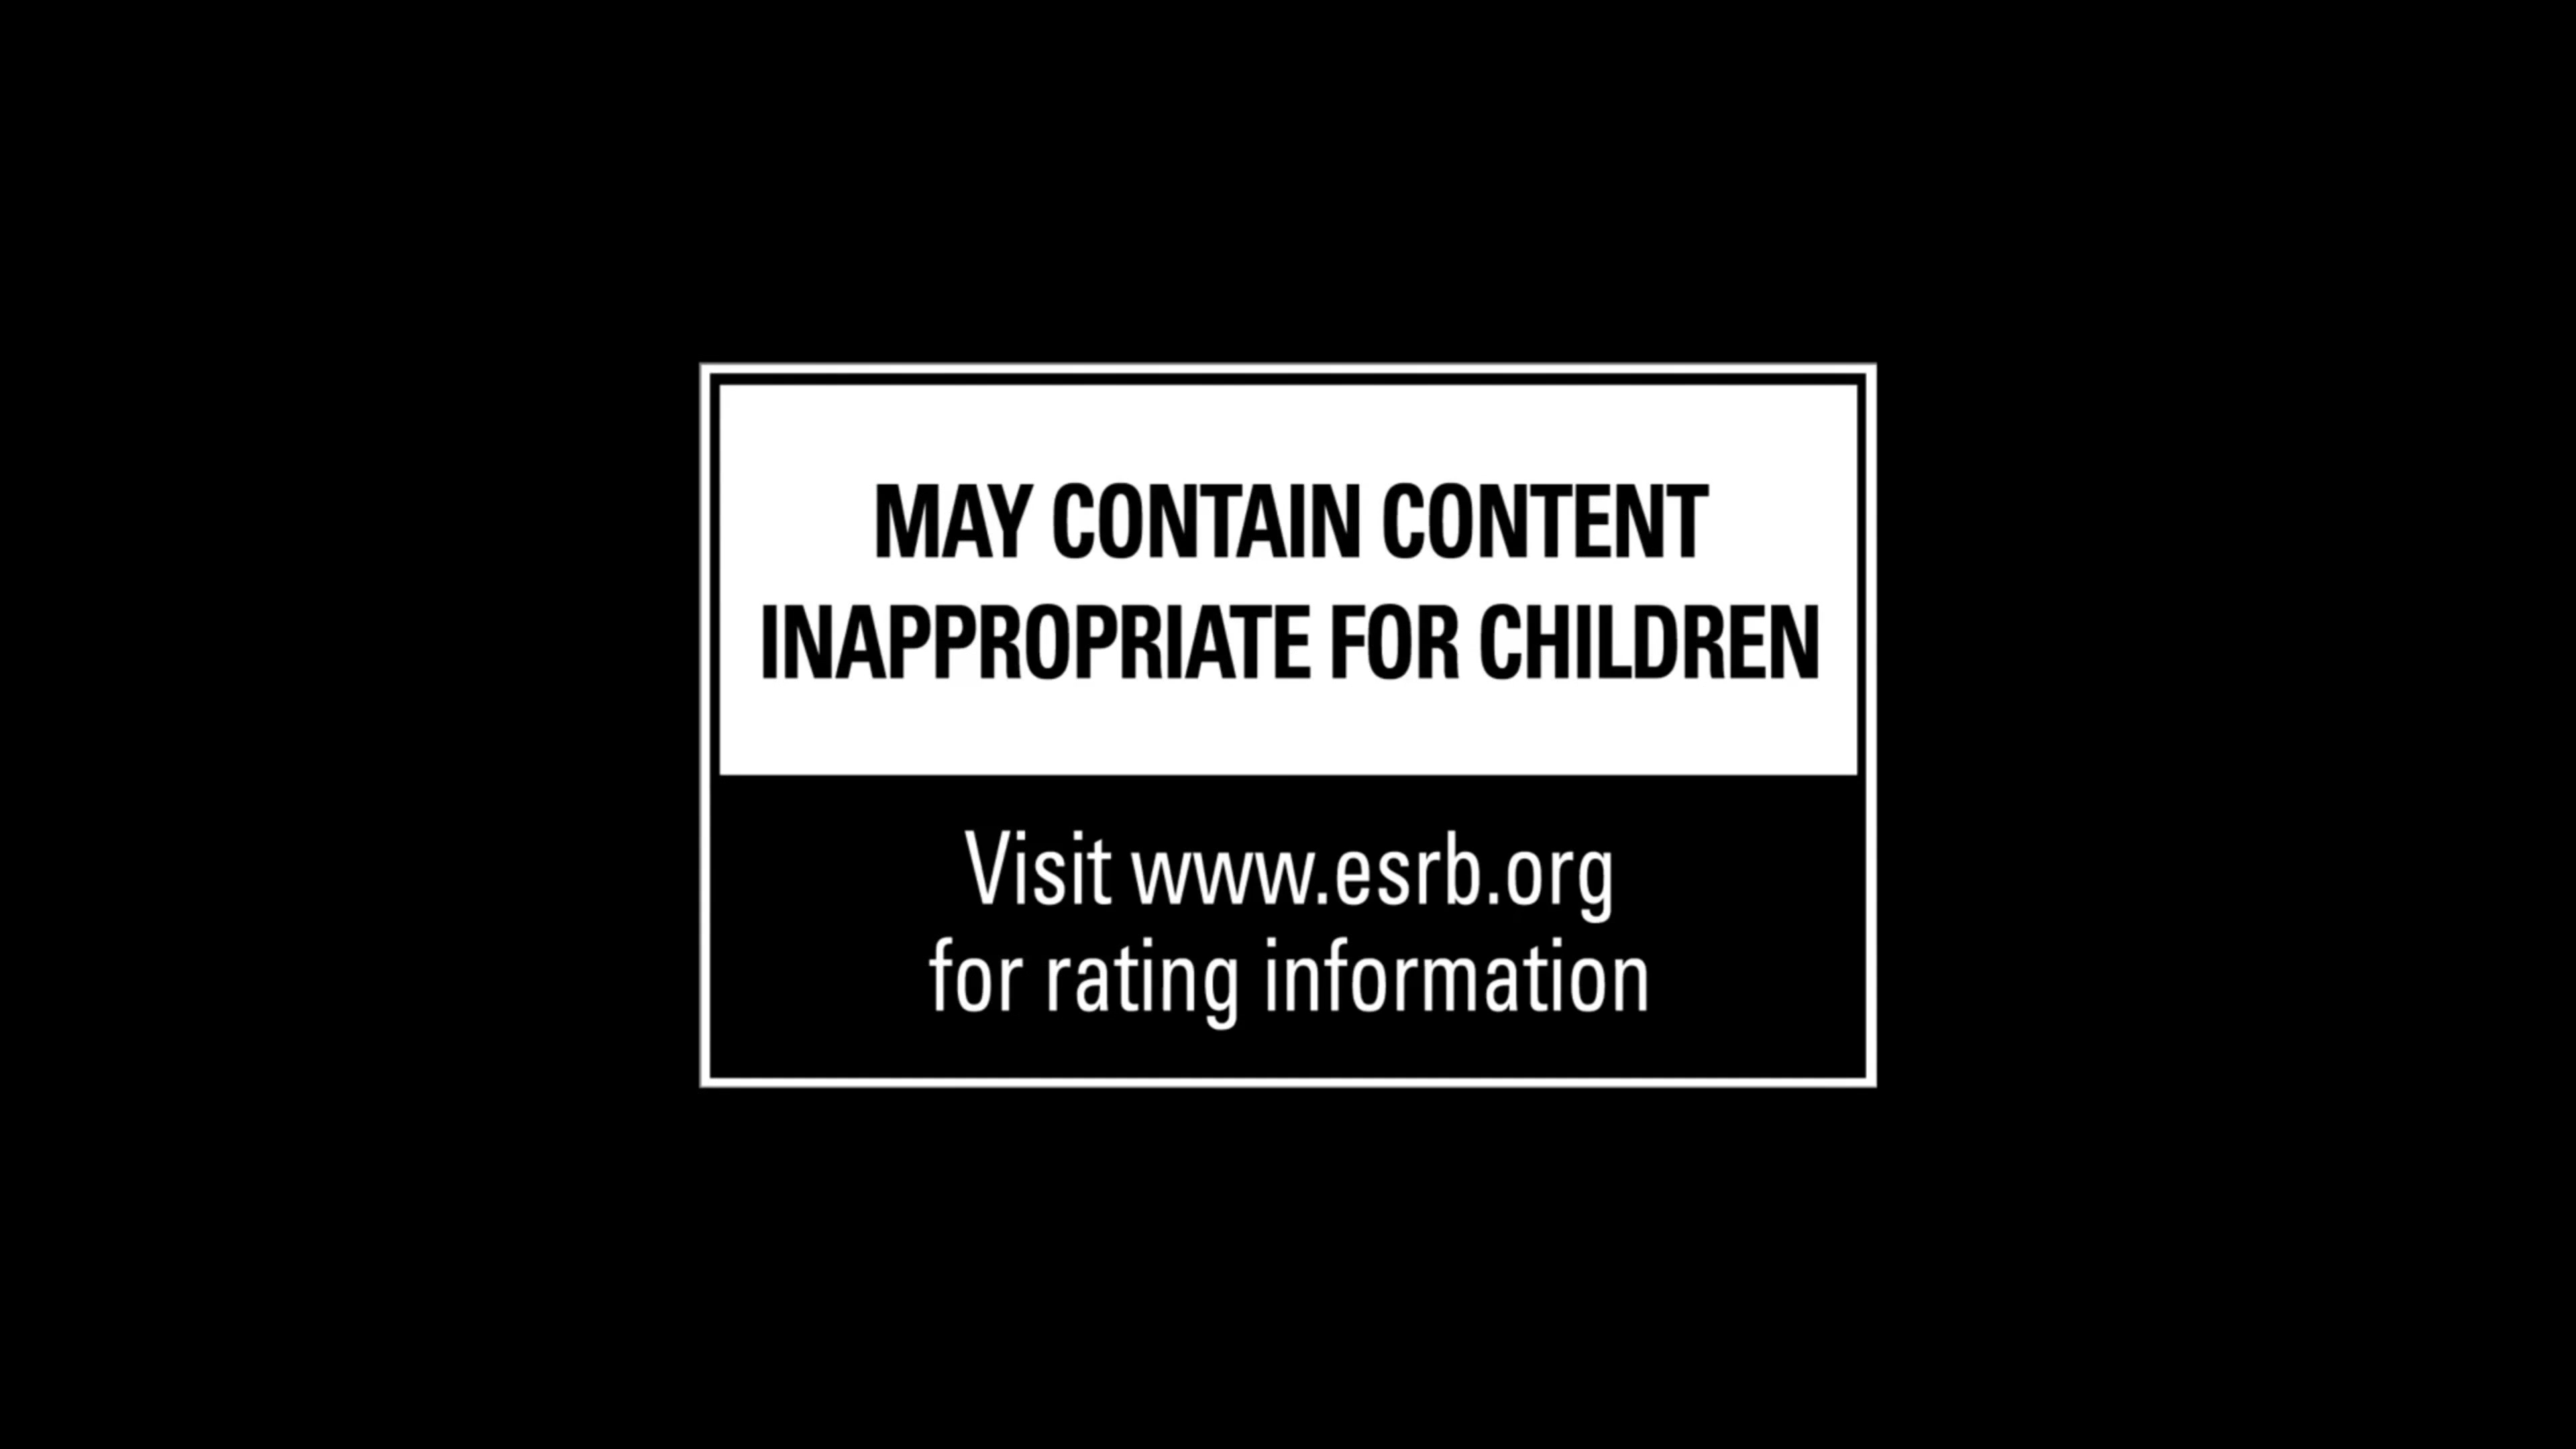 MAY CONTAIN CONTENT
INAPPROPRIATE FOR CHILDREN
Visit www.esrb.org
for rating information